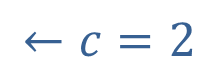 ← c = 2